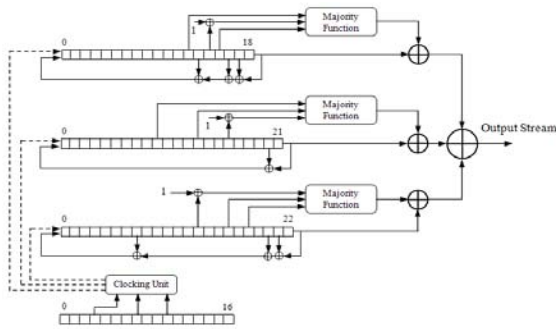 0
18
1
Majority
Function
0
21
1
Majority
Function
Output Stream
0
22
1
Majority
Function
Clocking Unit
0
16